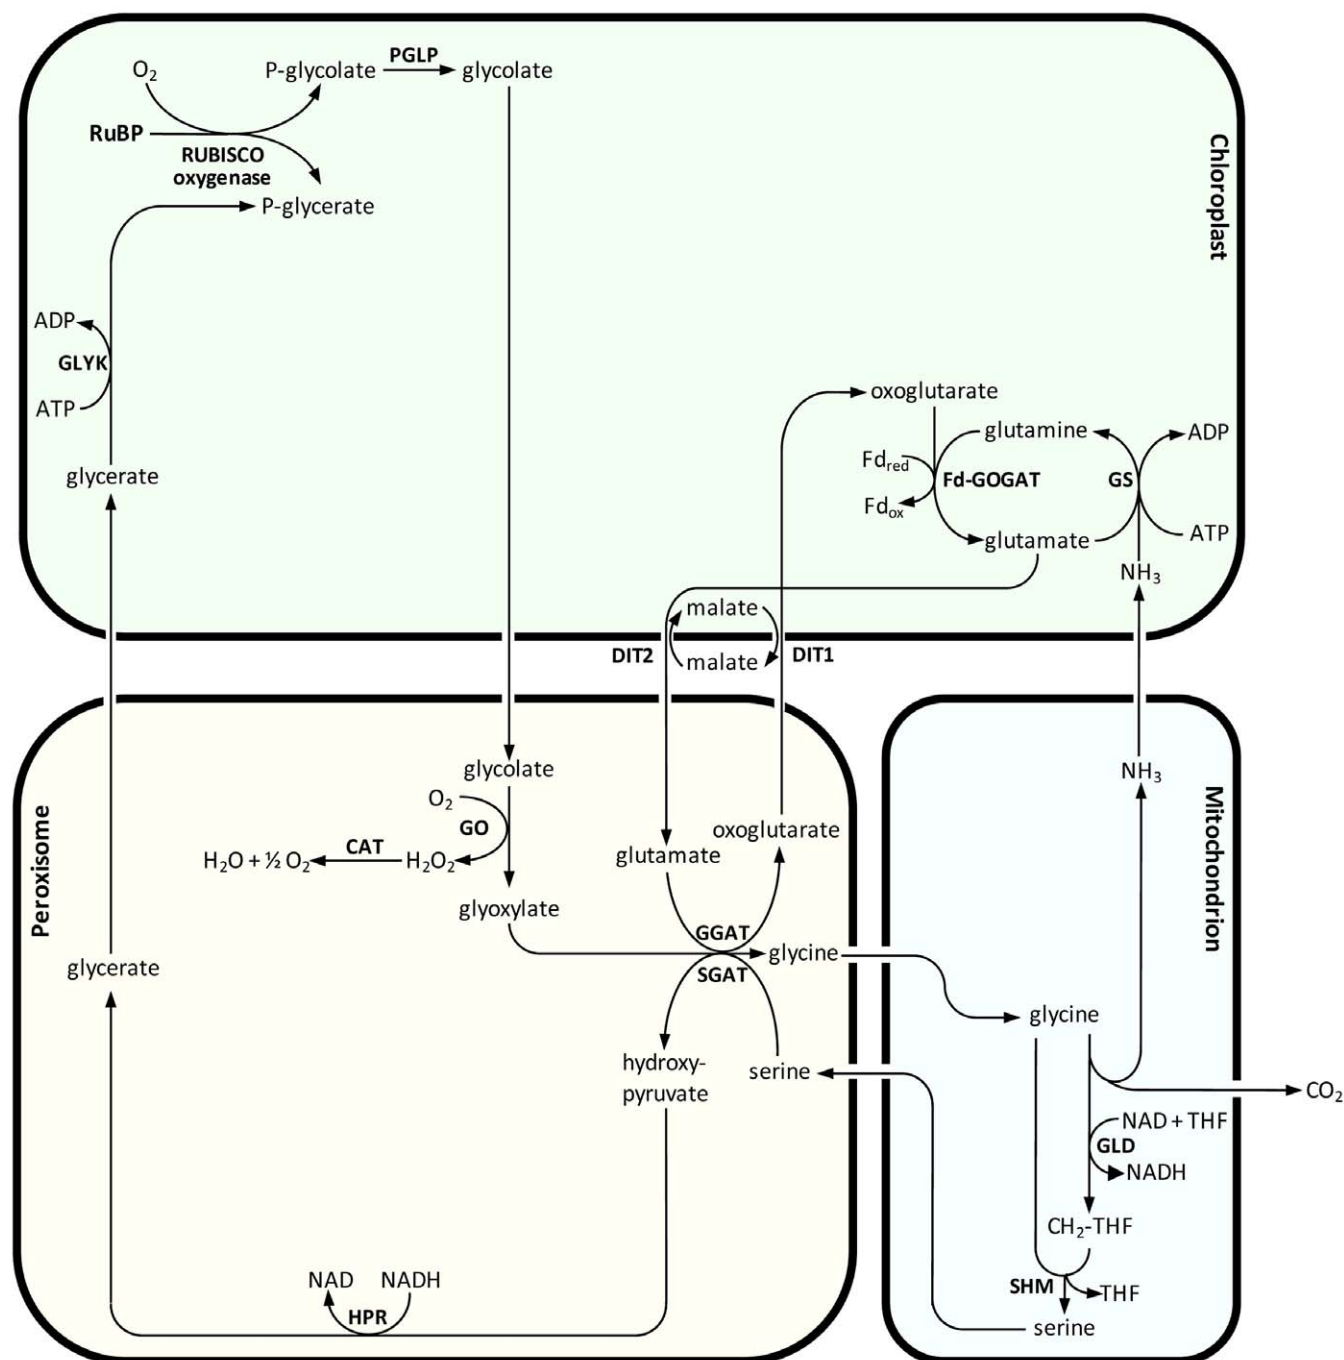 O₂
P-glycolate
PGLP
glycolate
RuBP
RUBISCO
oxygenase
P-glycerate
Chloroplast
ADP
GLYK
ATP
glycerate
oxoglutarate
glutamine
ADP
Fd_red
Fd-GOGAT
GS
Fd_ox
glutamate
ATP
NH₃
malate
DIT2
malate
DIT1
glycolate
NH₃
O₂
GO
oxoglutarate
Peroxisome
Mitochondrion
H₂O + ½ O₂
CAT
H₂O₂
glutamate
glyoxylate
GGAT
glycerate
glycine
SGAT
glycine
hydroxy-
pyruvate
serine
CO₂
NAD + THF
GLD
NADH
CH₂-THF
NAD
NADH
SHM
THF
HPR
serine